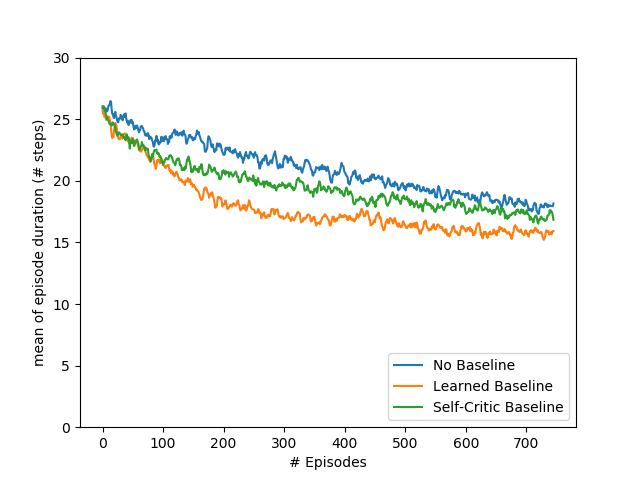 30
25
20
15
10
5
0
mean of episode duration (# steps)
No Baseline
Learned Baseline
Self-Critic Baseline
0 100 200 300 400 500 600 700
# Episodes